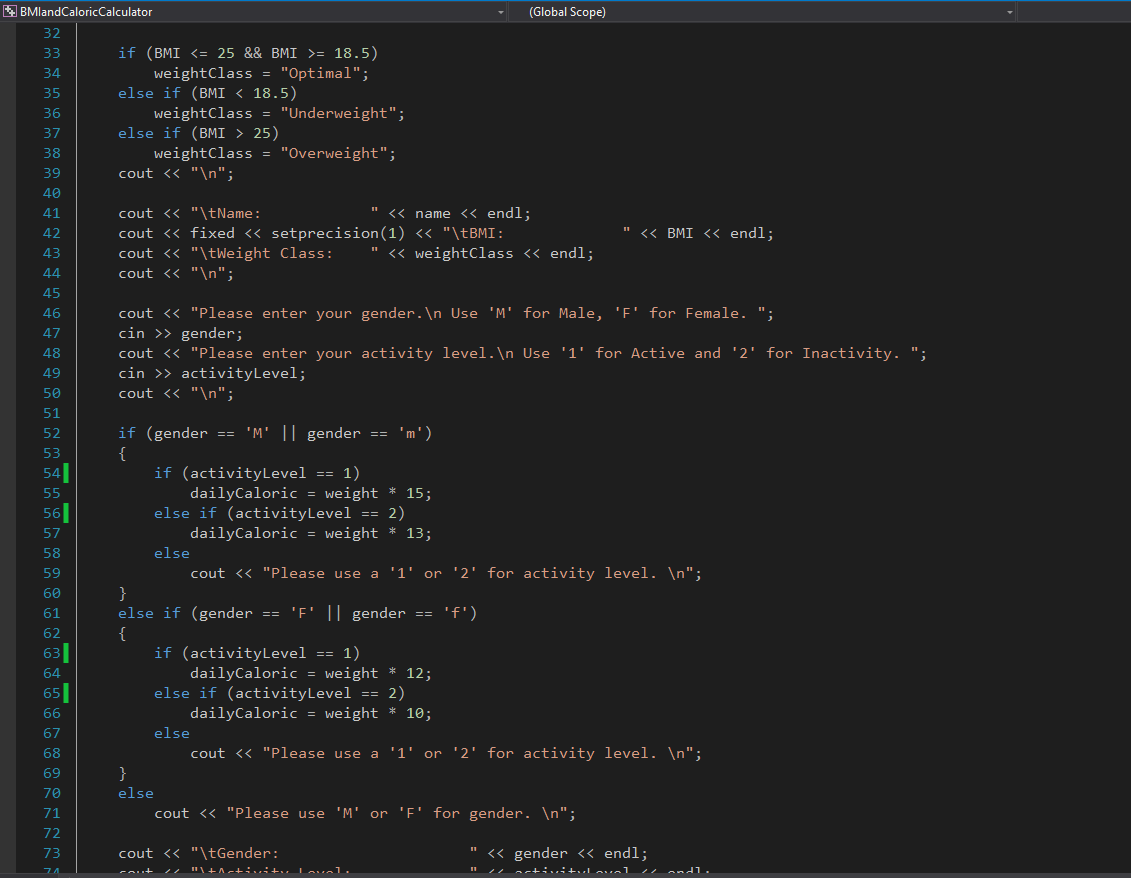 BMIandCaloricCalculator (Global Scope)
32
33 if (BMI <= 25 && BMI >= 18.5)
34 weightClass = "Optimal";
35 else if (BMI < 18.5)
36 weightClass = "Underweight";
37 else if (BMI > 25)
38 weightClass = "Overweight";
39 cout << "\n";
40
41 cout << "\tName:            " << name << endl;
42 cout << fixed << setprecision(1) << "\tBMI:             " << BMI << endl;
43 cout << "\tWeight Class:    " << weightClass << endl;
44 cout << "\n";
45
46 cout << "Please enter your gender.\n Use 'M' for Male, 'F' for Female. ";
47 cin >> gender;
48 cout << "Please enter your activity level.\n Use '1' for Active and '2' for Inactivity. ";
49 cin >> activityLevel;
50 cout << "\n";
51
52 if (gender == 'M' || gender == 'm')
53 {
54 if (activityLevel == 1)
55 dailyCaloric = weight * 15;
56 else if (activityLevel == 2)
57 dailyCaloric = weight * 13;
58 else
59 cout << "Please use a '1' or '2' for activity level. \n";
60 }
61 else if (gender == 'F' || gender == 'f')
62 {
63 if (activityLevel == 1)
64 dailyCaloric = weight * 12;
65 else if (activityLevel == 2)
66 dailyCaloric = weight * 10;
67 else
68 cout << "Please use a '1' or '2' for activity level. \n";
69 }
70 else
71 cout << "Please use 'M' or 'F' for gender. \n";
72
73 cout << "\tGender:                     " << gender << endl;
74 cout << "\tActivity Level:             " << activityLevel << endl;